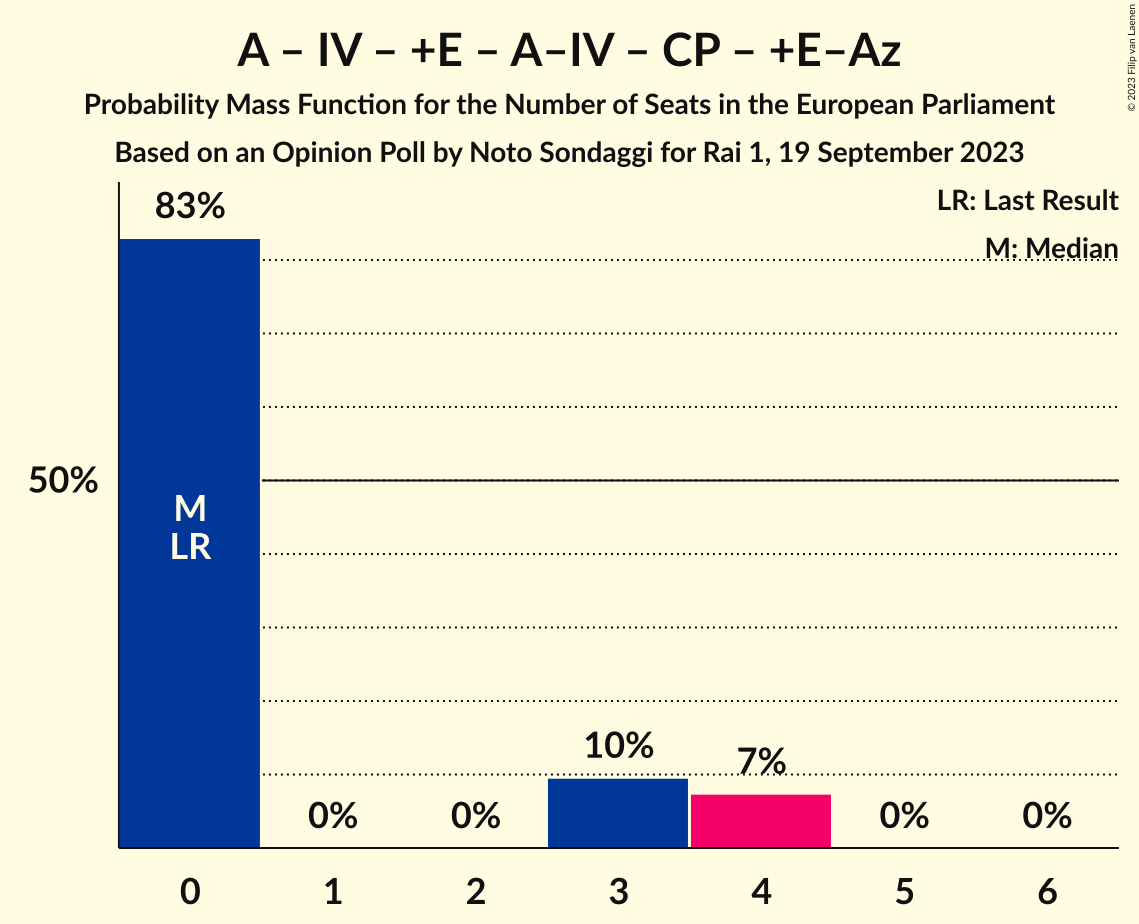 A – IV – +E – A–IV – CP – +E–Az
Probability Mass Function for the Number of Seats in the European Parliament
Based on an Opinion Poll by Noto Sondaggi for Rai 1, 19 September 2023
© 2023 Filip van Laenen
LR: Last Result
M: Median
83%
50%
M
LR
10%
7%
0%
0%
0%
0%
0
1
2
3
4
5
6